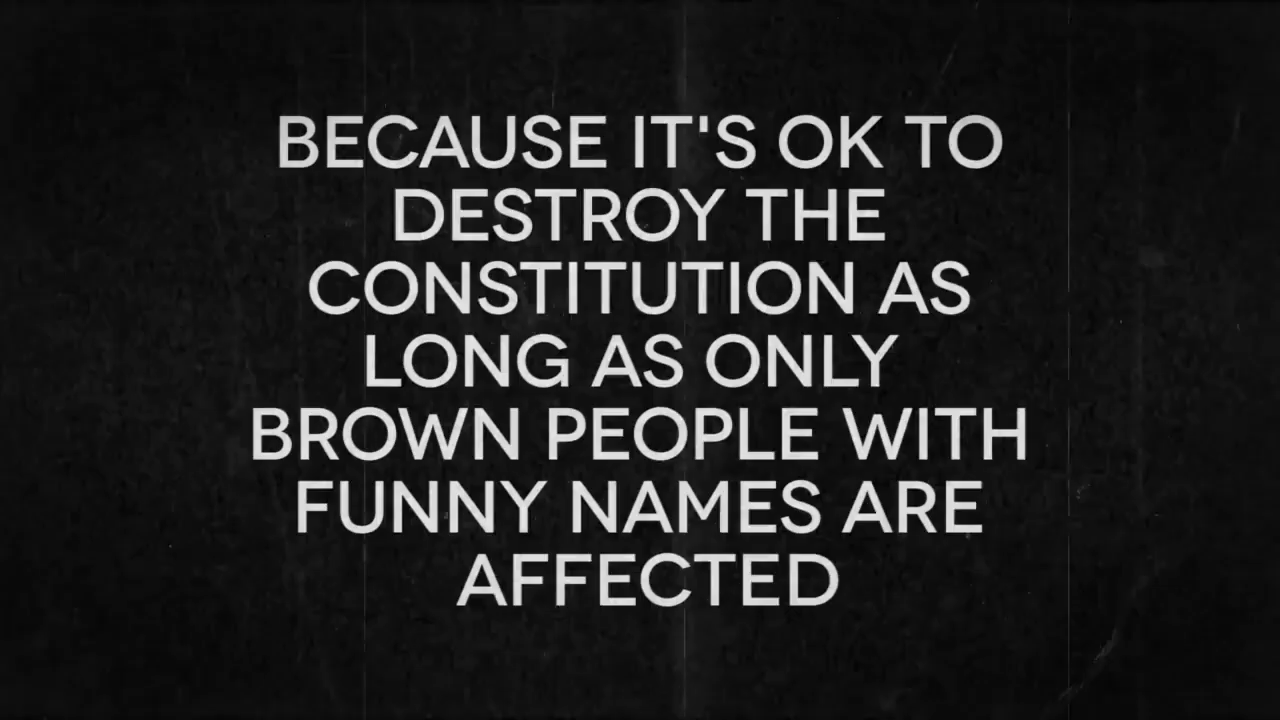 BECAUSE IT'S OK TO
DESTROY THE
CONSTITUTION AS
LONG AS ONLY
BROWN PEOPLE WITH
FUNNY NAMES ARE
AFFECTED